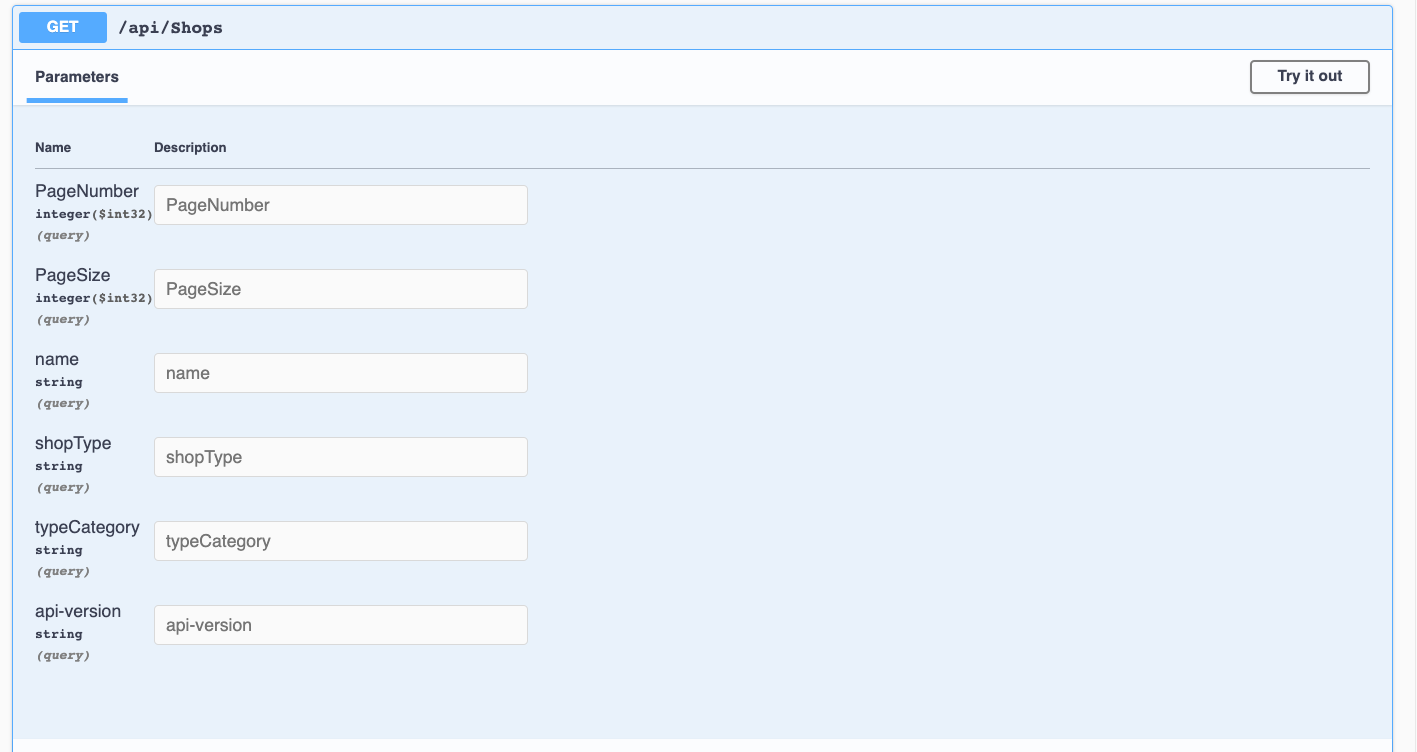 GET /api/Shops
Parameters Try it out
Name Description
PageNumber
integer($int32)
(query)
PageNumber
PageSize
integer($int32)
(query)
PageSize
name
string
(query)
name
shopType
string
(query)
shopType
typeCategory
string
(query)
typeCategory
api-version
string
(query)
api-version